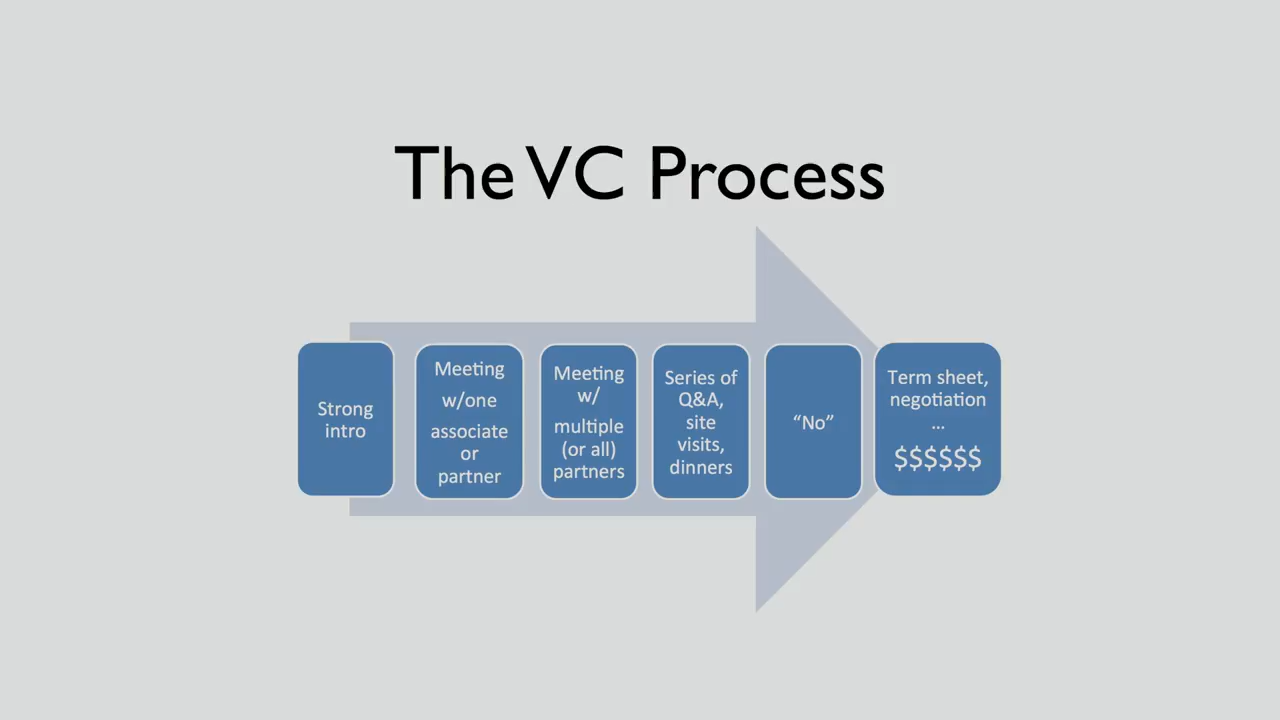 The VC Process
Strong
intro
Meeting
w/one
associate
or
partner
Meeting
w/
multiple
(or all)
partners
Series of
Q&A,
site
visits,
dinners
“No”
Term sheet,
negotiation
...
$$$$$$